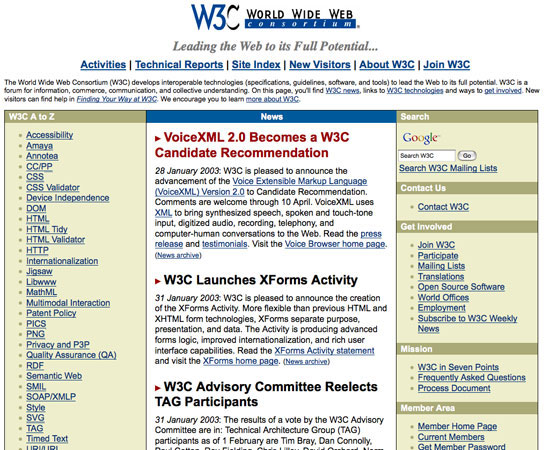 W3C WORLD WIDE WEB
consortium
Leading the Web to its Full Potential...
Activities | Technical Reports | Site Index | New Visitors | About W3C | Join W3C
The World Wide Web Consortium (W3C) develops interoperable technologies (specifications, guidelines, software, and tools) to lead the Web to its full potential. W3C is a
forum for information, commerce, communication, and collective understanding. On this page, you'll find W3C news, links to W3C technologies and ways to get involved. New
visitors can find help in Finding Your Way at W3C. We encourage you to learn more about W3C.
W3C A to Z
Accessibility
Amaya
Annotea
CC/PP
CSS
CSS Validator
Device Independence
DOM
HTML
HTML Tidy
HTML Validator
HTTP
Internationalization
Jigsaw
Libwww
MathML
Multimodal Interaction
Patent Policy
PICS
PNG
Privacy and P3P
Quality Assurance (QA)
RDF
Semantic Web
SMIL
SOAP/XMLP
Style
SVG
TAG
Timed Text
URI/URL
News
VoiceXML 2.0 Becomes a W3C
Candidate Recommendation
28 January 2003: W3C is pleased to announce the
advancement of the Voice Extensible Markup Language
(VoiceXML) Version 2.0 to Candidate Recommendation.
Comments are welcome through 10 April. VoiceXML uses
XML to bring synthesized speech, spoken and touch-tone
input, digitized audio, recording, telephony, and
computer-human conversations to the Web. Read the press
release and testimonials. Visit the Voice Browser home page.
(News archive)
W3C Launches XForms Activity
31 January 2003: W3C is pleased to announce the creation
of the XForms Activity. More flexible than previous HTML and
XHTML form technologies, XForms separate purpose,
presentation, and data. The Activity is producing advanced
forms logic, improved internationalization, and rich user
interface capabilities. Read the XForms Activity statement
and visit the XForms home page. (News archive)
W3C Advisory Committee Reelects
TAG Participants
31 January 2003: The results of a vote by the W3C Advisory
Committee are in: Technical Architecture Group (TAG)
participants as of 1 February are Tim Bray, Dan Connolly,
Paul Cotton, Roy Fielding, Chris Lilley, David Orchard, Norm
Search
Google
Search W3C Go
Search W3C Mailing Lists
Contact Us
Contact W3C
Get Involved
Join W3C
Participate
Mailing Lists
Translations
Open Source Software
World Offices
Employment
Subscribe to W3C Weekly
News
Mission
W3C in Seven Points
Frequently Asked Questions
Process Document
Member Area
Member Home Page
Current Members
Get Member Password